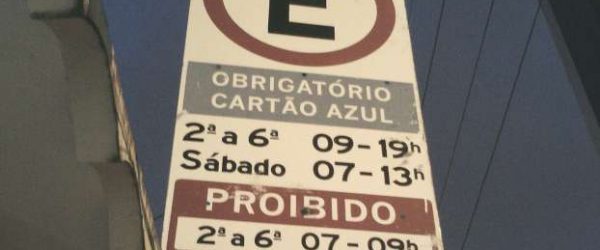 E
OBRIGATÓRIO
CARTÃO AZUL
2ª a 6ª 09-19h
Sábado 07-13h
PROIBIDO
2ª a 6ª 07-09h